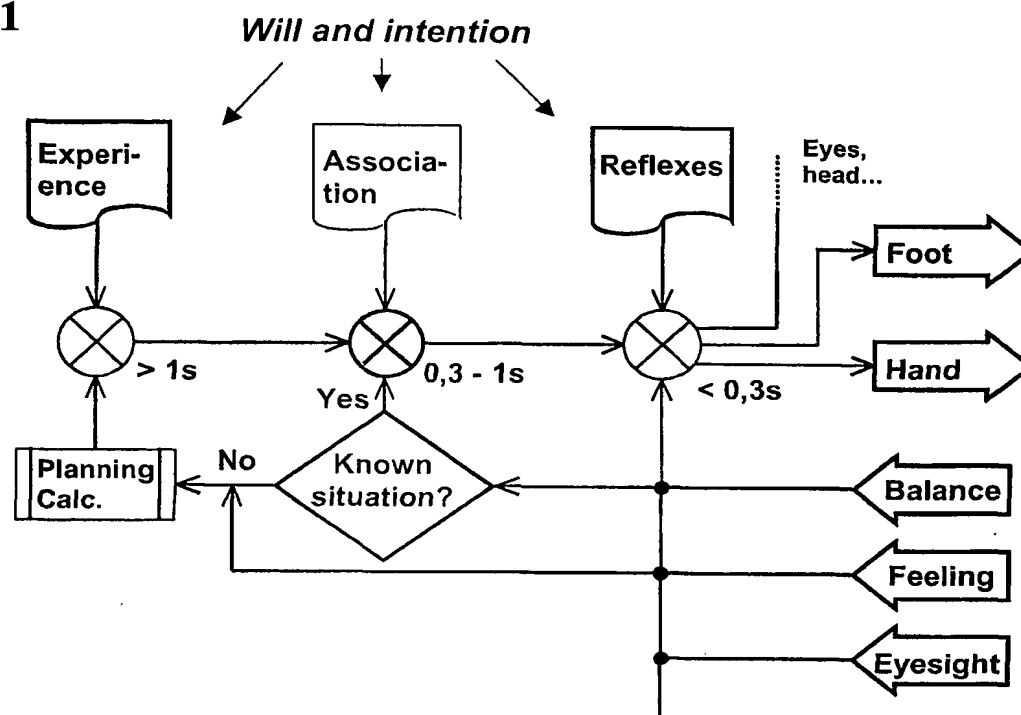 1
Will and intention
Experi-
ence
Associa-
tion
Reflexes
Eyes,
head...
Foot
Hand
> 1s
0,3 - 1s
< 0,3s
Yes
No
Planning
Calc.
Known
situation?
Balance
Feeling
Eyesight